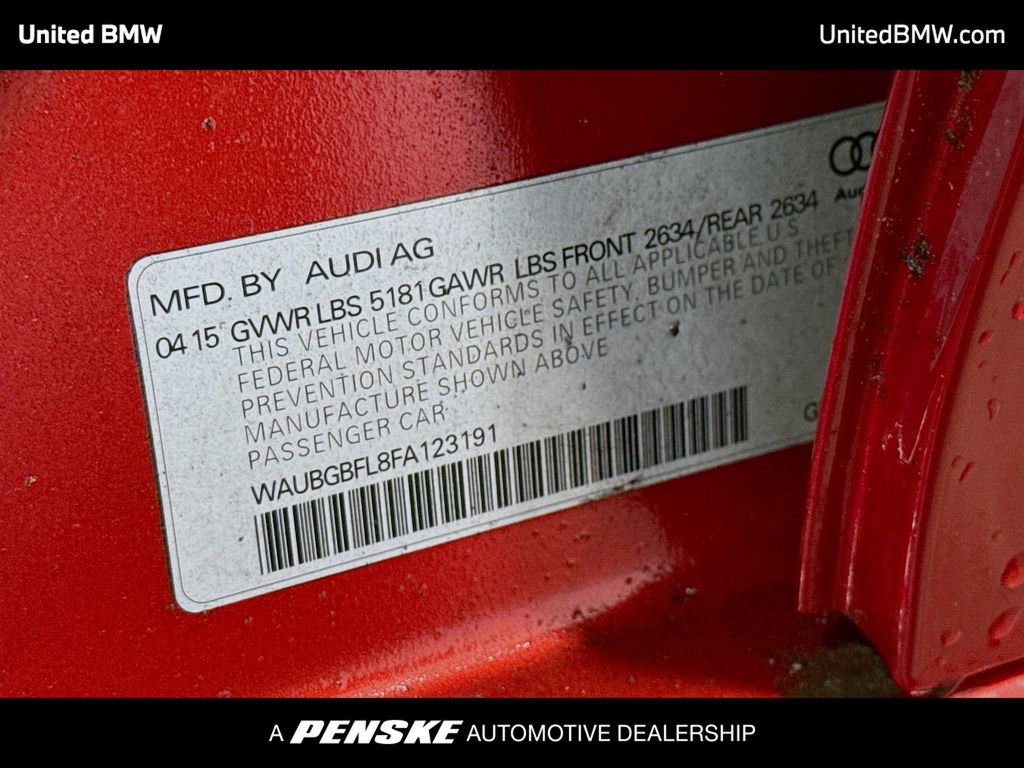 United BMW
UnitedBMW.com
MFD. BY AUDI AG
04 15 GVWR LBS 5181 GAWR LBS FRONT 2634/REAR 2634
THIS VEHICLE CONFORMS TO ALL APPLICABLE U S
FEDERAL MOTOR VEHICLE SAFETY, BUMPER AND THEFT
PREVENTION STANDARDS IN EFFECT ON THE DATE OF
MANUFACTURE SHOWN ABOVE
PASSENGER CAR
WAUBGBFL8FA123191
A PENSKE AUTOMOTIVE DEALERSHIP